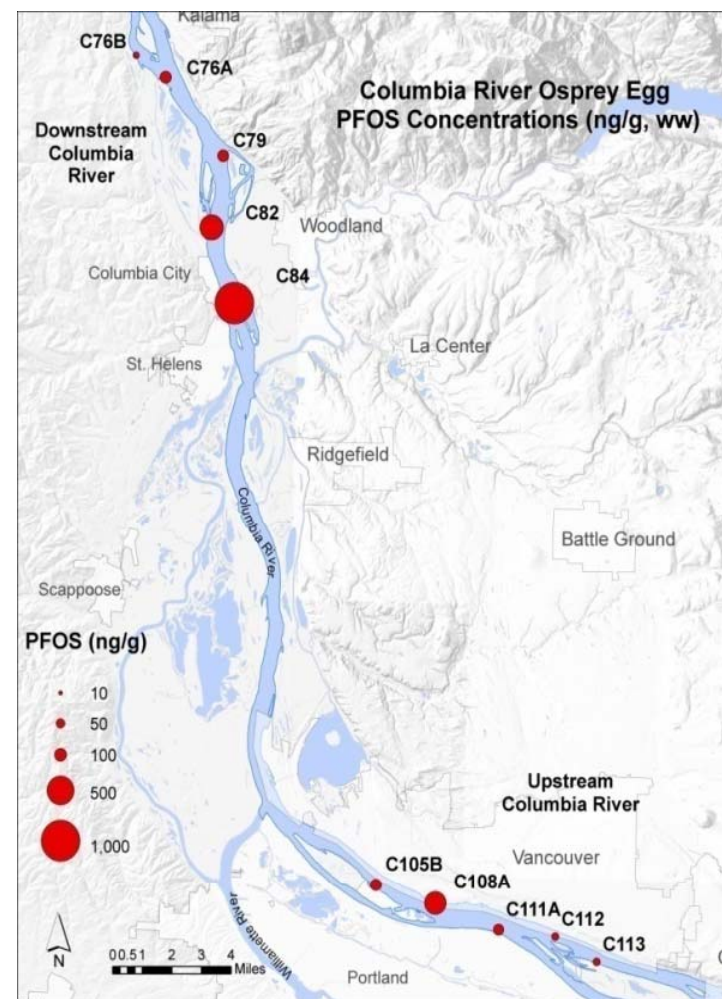 Kalama
C76B
C76A
Columbia River Osprey Egg
PFOS Concentrations (ng/g, ww)
Downstream
Columbia
River
C79
C82
Woodland
Columbia City
C84
La Center
St. Helens
Ridgefield
Columbia River
Battle Ground
Scappoose
PFOS (ng/g)
10
50
100
500
1,000
Upstream
Columbia River
Vancouver
C105B
C108A
C111A
C112
C113
Williamette River
Portland
N
0 0.5 1 2 3 4
Miles